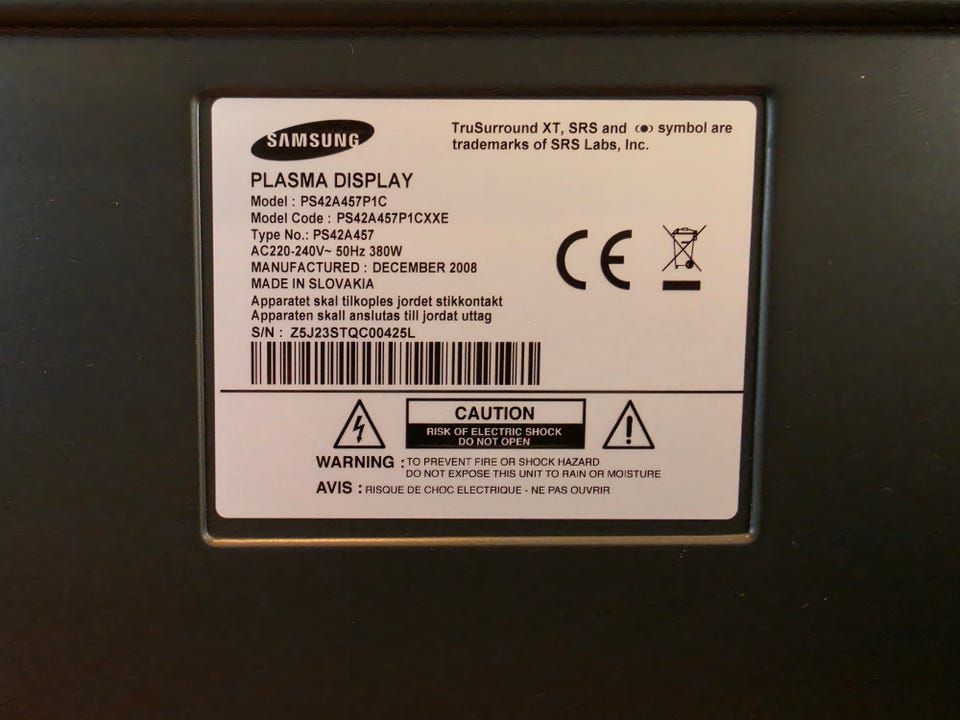 SAMSUNG
TruSurround XT, SRS and (●) symbol are
trademarks of SRS Labs, Inc.
PLASMA DISPLAY
Model : PS42A457P1C
Model Code : PS42A457P1CXXE
Type No.: PS42A457
AC220-240V~ 50Hz 380W
MANUFACTURED : DECEMBER 2008
MADE IN SLOVAKIA
Apparatet skal tilkoples jordet stikkontakt
Apparaten skall anslutas till jordat uttag
S/N : Z5J23STQC00425L
CE
CAUTION
RISK OF ELECTRIC SHOCK
DO NOT OPEN
WARNING : TO PREVENT FIRE OR SHOCK HAZARD
DO NOT EXPOSE THIS UNIT TO RAIN OR MOISTURE
AVIS : RISQUE DE CHOC ELECTRIQUE - NE PAS OUVRIR